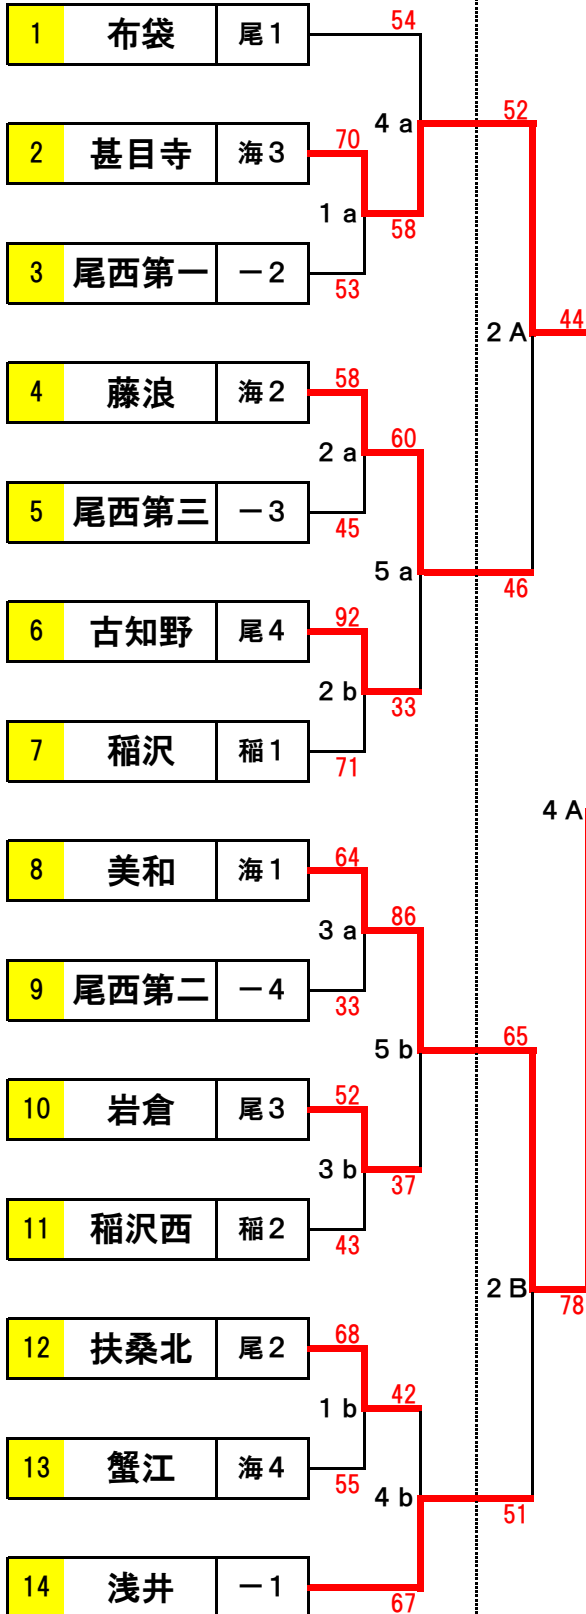 54
1 布袋 尾1
4 a 52
2 甚目寺 海3 70
1 a 58
3 尾西第一 一2 53
2 A 44
4 藤浪 海2 58
2 a 60
5 尾西第三 一3 45
5 a 46
6 古知野 尾4 92
2 b 33
7 稲沢 稲1 71
4 A
8 美和 海1 64
3 a 86
9 尾西第二 一4 33
5 b 65
10 岩倉 尾3 52
3 b 37
11 稲沢西 稲2 43
2 B 78
12 扶桑北 尾2 68
1 b 42
13 蟹江 海4 55
4 b 51
14 浅井 一1 67